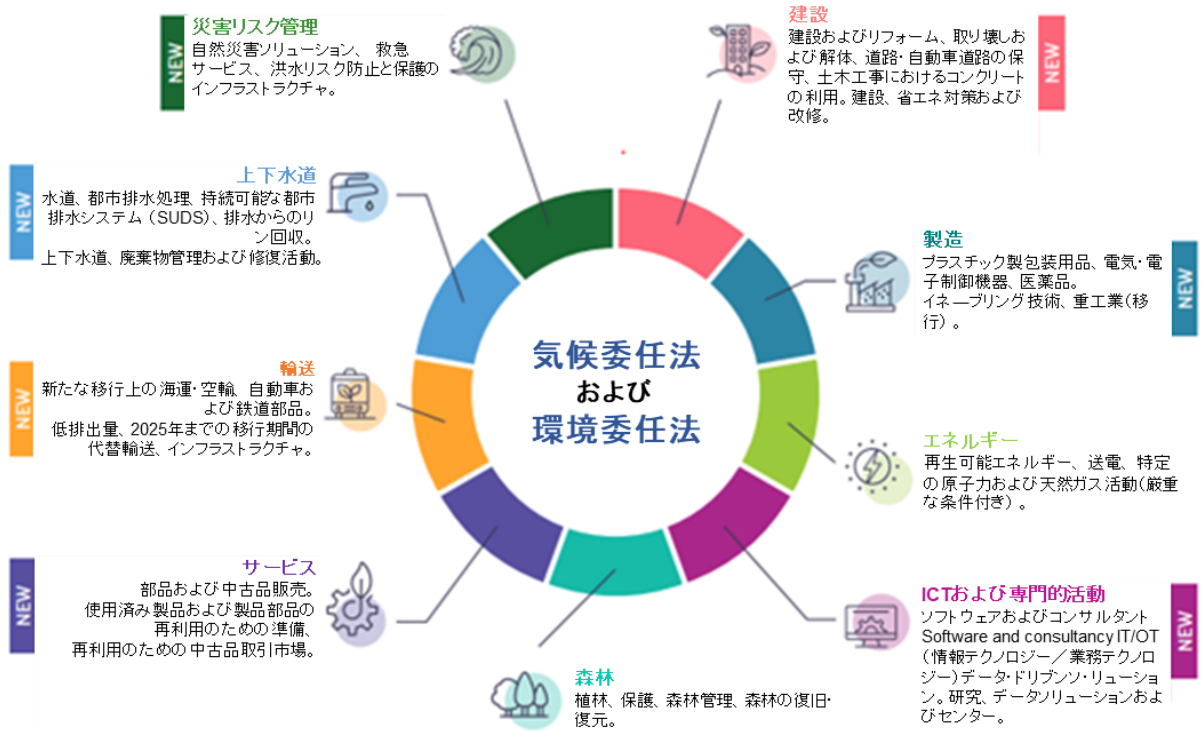 災害リスク管理
自然災害ソリューション、 救急
サービス、洪水リスク防止と保護の
インフラストラクチャ。
NEW
建設
建設およびリフォーム、取り壊しお
よび解体、道路・自動車道路の保
守、土木工事におけるコンクリート
の利用。建設、省エネ対策および
改修。
NEW
上下水道
水道、都市排水処理、持続可能な都市
排水システム（SUDS）、排水からのリ
ン回収。
上下水道、廃棄物管理および修復活動。
NEW
製造
プラスチック製包装用品、電気・電
子制御機器、医薬品。
イネーブリング技術、重工業（移
行）。
NEW
気候委任法
および
環境委任法
輸送
新たな移行上の海運・空輸、自動車お
よび鉄道部品。
低排出量、2025年までの移行期間の
代替輸送、インフラストラクチャ。
NEW
エネルギー
再生可能エネルギー、送電、特定
の原子力および天然ガス活動（厳重
な条件付き）。
サービス
部品および中古品販売。
使用済み製品および製品部品の
再利用のための準備、
再利用のための中古品取引市場。
NEW
ICTおよび専門的活動
ソフトウェアおよびコンサルタント
Software and consultancy IT/OT
（情報テクノロジー／業務テクノロ
ジー）データ・ドリブンソ・リューショ
ン。研究、データソリューションおよ
びセンター。
NEW
森林
植林、保護、森林管理、森林の復旧・
復元。